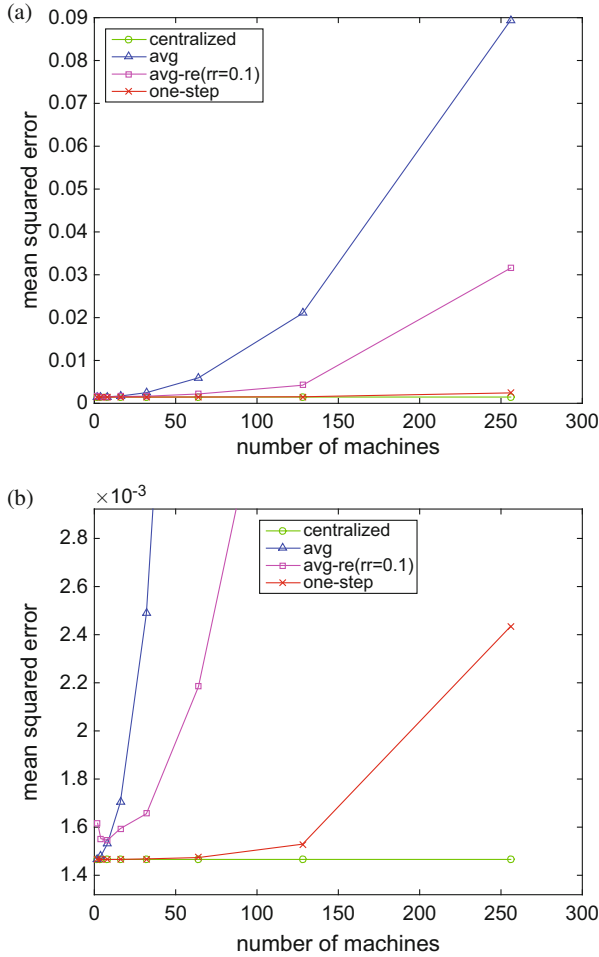 (a)
0.09
0.08
0.07
0.06
0.05
0.04
0.03
0.02
0.01
0
mean squared error
centralized
avg
avg-re(rr=0.1)
one-step
0 50 100 150 200 250 300
number of machines
(b)
×10⁻³
2.8
2.6
2.4
2.2
2
1.8
1.6
1.4
mean squared error
centralized
avg
avg-re(rr=0.1)
one-step
0 50 100 150 200 250 300
number of machines